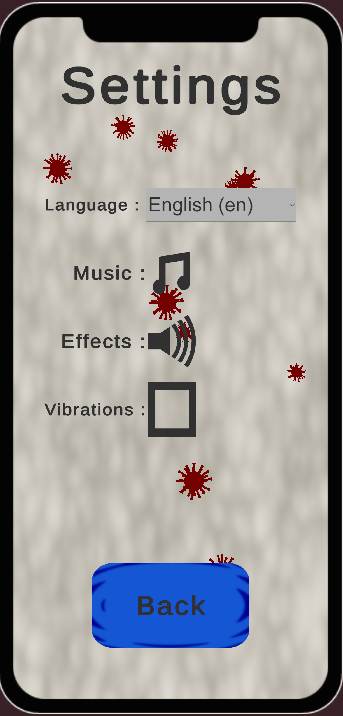 Settings
Language : English (en)
Music :
Effects :
Vibrations :
Back